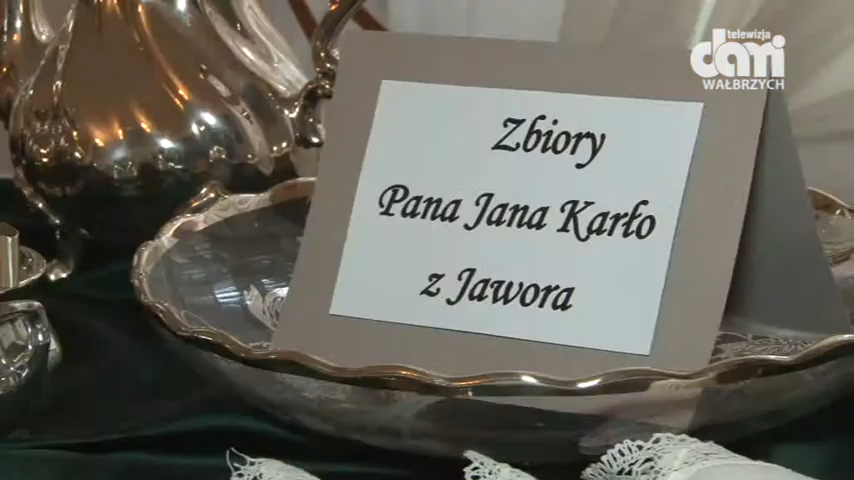 telewizja
dami
WAŁBRZYCH
Zbiory
Pana Jana Karło
z Jawora